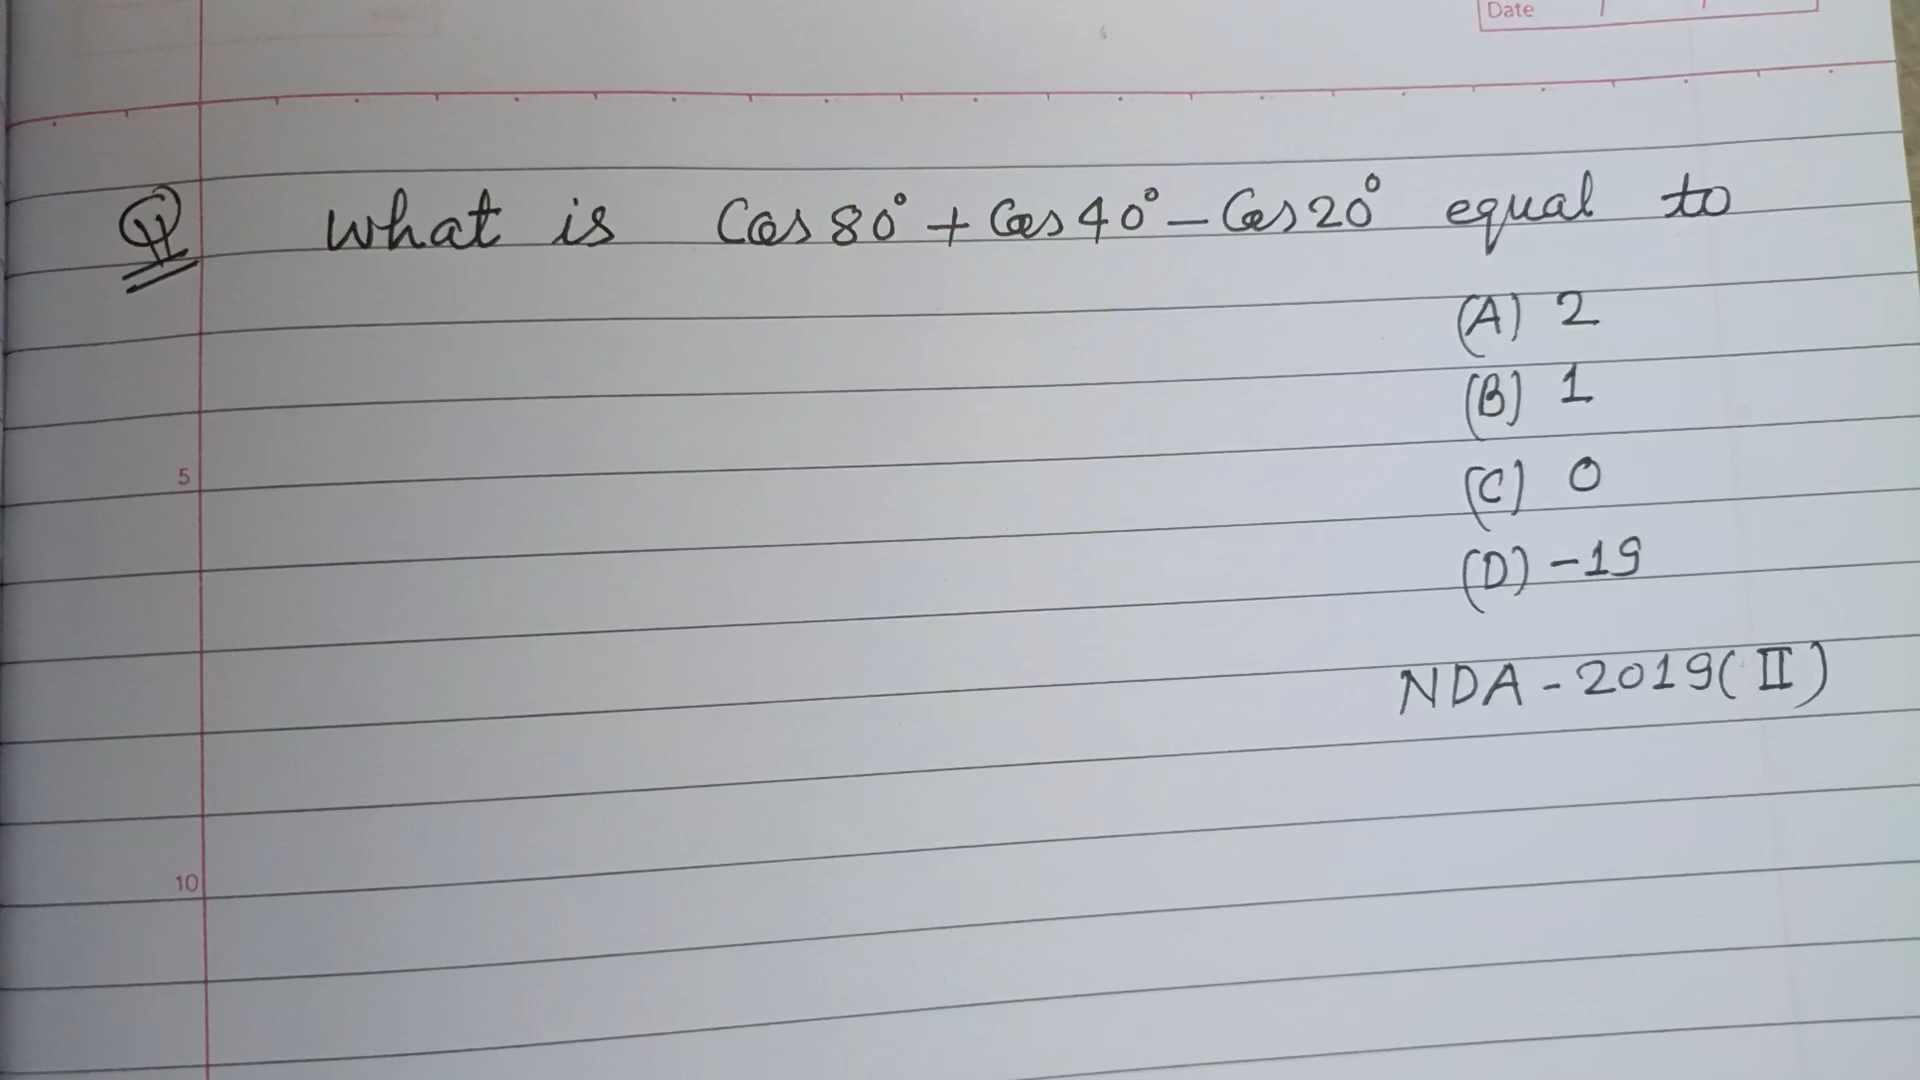 Date
Q What is Cos 80° + Cos 40° - Cos 20° equal to
(A) 2
(B) 1
(C) 0
(D) -19
NDA - 2019 (II)
5
10